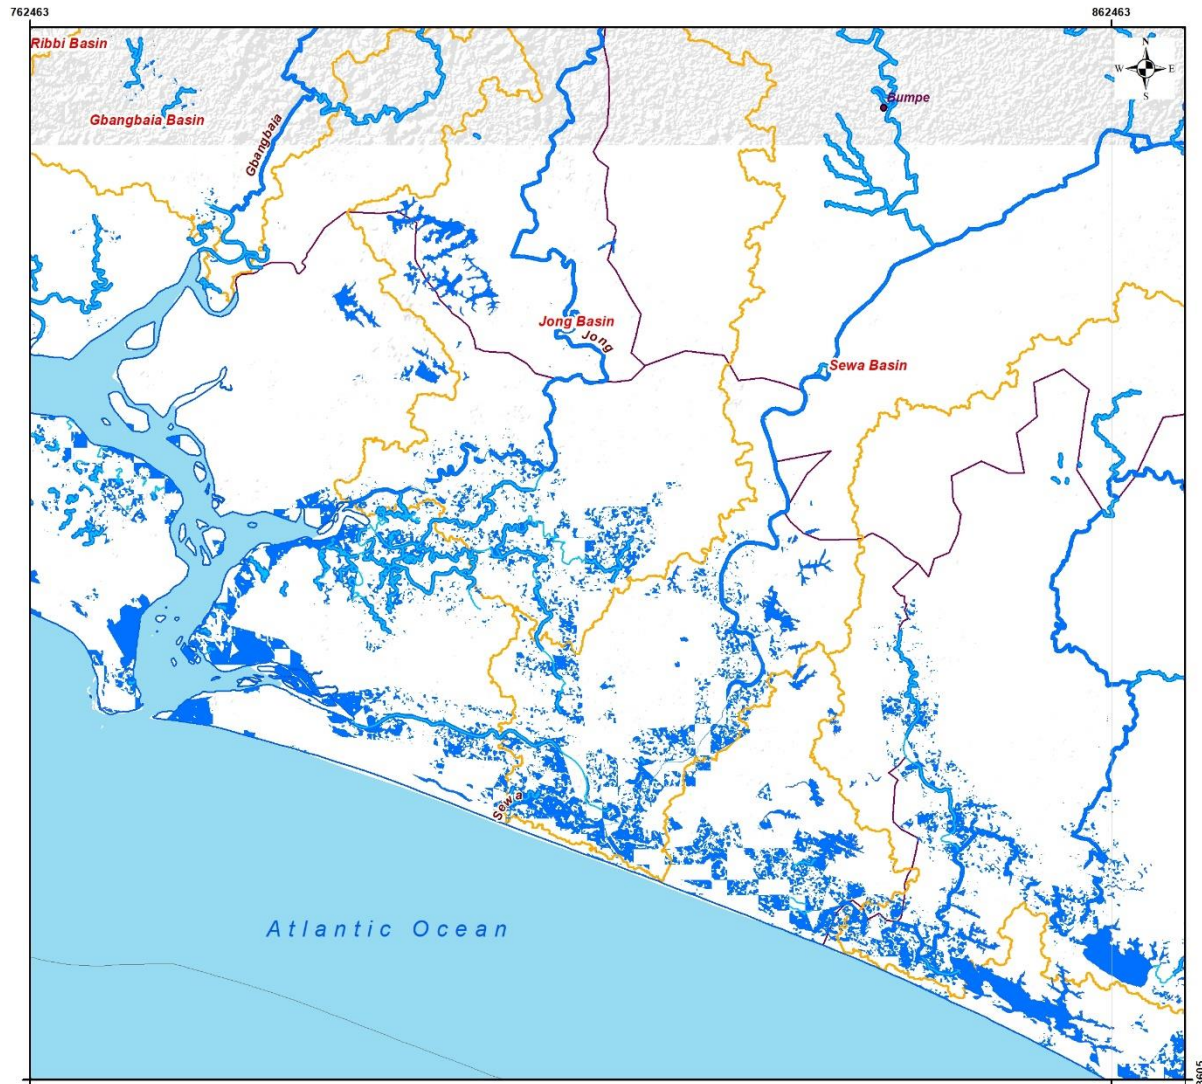 762463
862463
Ribbi Basin
N
W E
S
Bumpe
Gbangbaia Basin
Gbangbaia
Jong Basin
Jong
Sewa Basin
Sewa
Atlantic Ocean